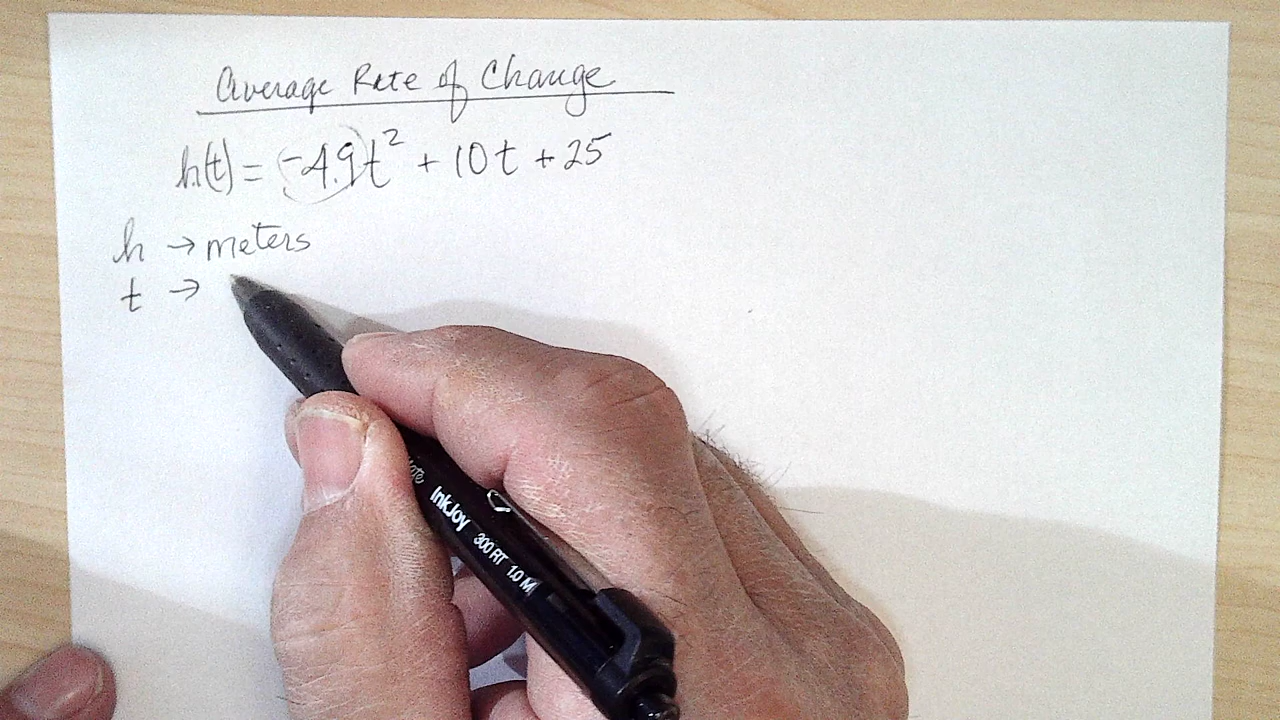 Average Rate of Change
h(t) = -4.9t² + 10t + 25
h → meters
t →
InkJoy 300 RT 1.0 M